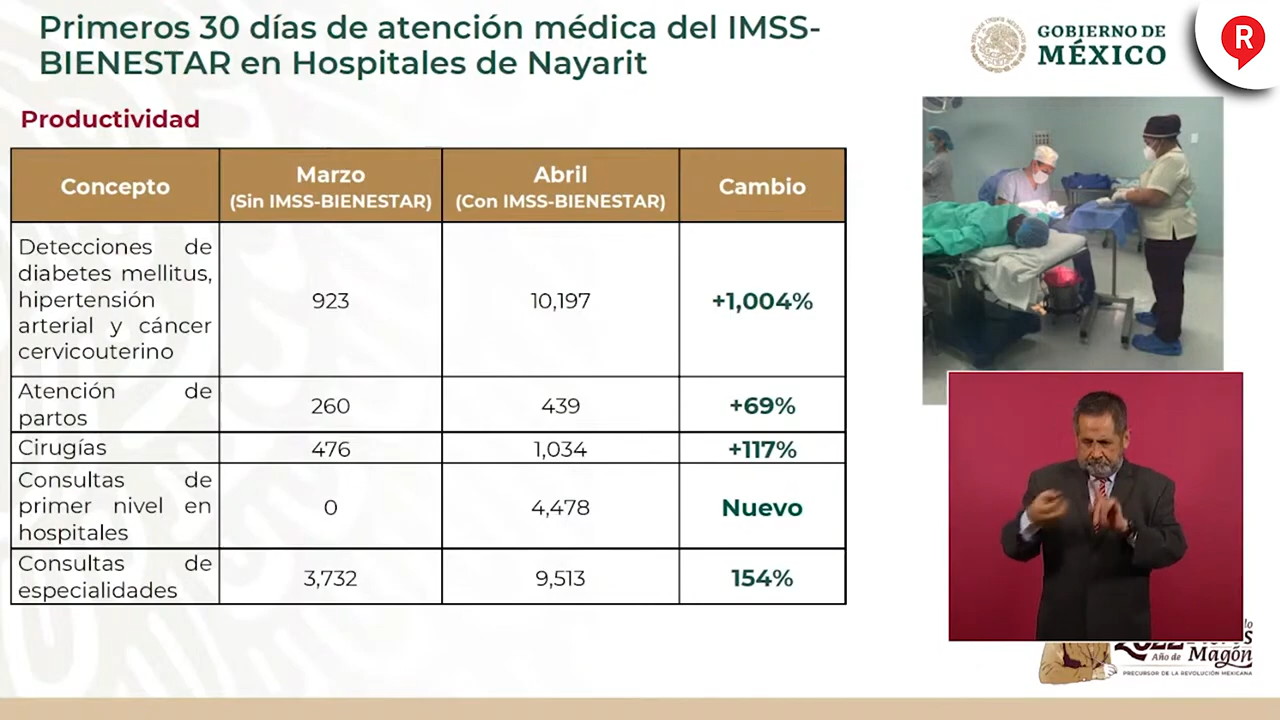 Primeros 30 días de atención médica del IMSS-
BIENESTAR en Hospitales de Nayarit
GOBIERNO DE
MÉXICO
R
Productividad
Concepto
Marzo
(Sin IMSS-BIENESTAR)
Abril
(Con IMSS-BIENESTAR)
Cambio
Detecciones de
diabetes mellitus,
hipertensión
arterial y cáncer
cervicouterino
923
10,197
+1,004%
Atención de
partos
260
439
+69%
Cirugías
476
1,034
+117%
Consultas de
primer nivel en
hospitales
0
4,478
Nuevo
Consultas de
especialidades
3,732
9,513
154%
2022
Año de Magón
PRECURSOR DE LA REVOLUCIÓN MEXICANA